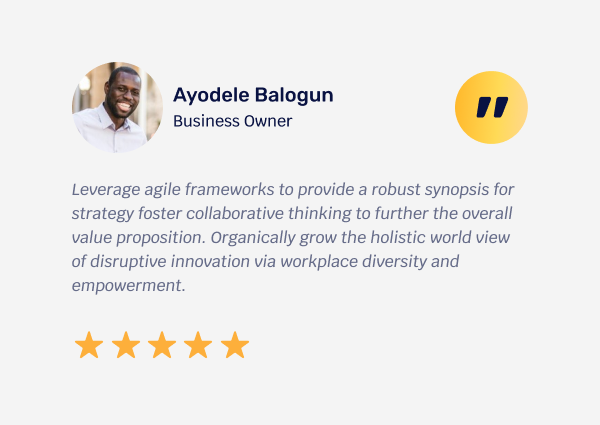 Ayodele Balogun
Business Owner
"
Leverage agile frameworks to provide a robust synopsis for
strategy foster collaborative thinking to further the overall
value proposition. Organically grow the holistic world view
of disruptive innovation via workplace diversity and
empowerment.